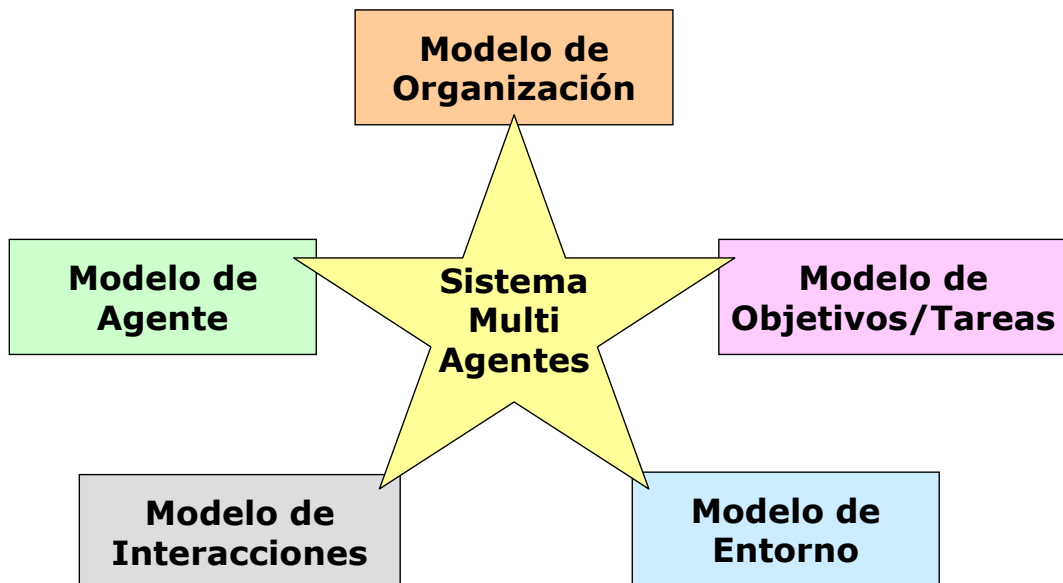 Modelo de
Organización
Modelo de
Agente
Sistema
Multi
Agentes
Modelo de
Objetivos/Tareas
Modelo de
Interacciones
Modelo de
Entorno